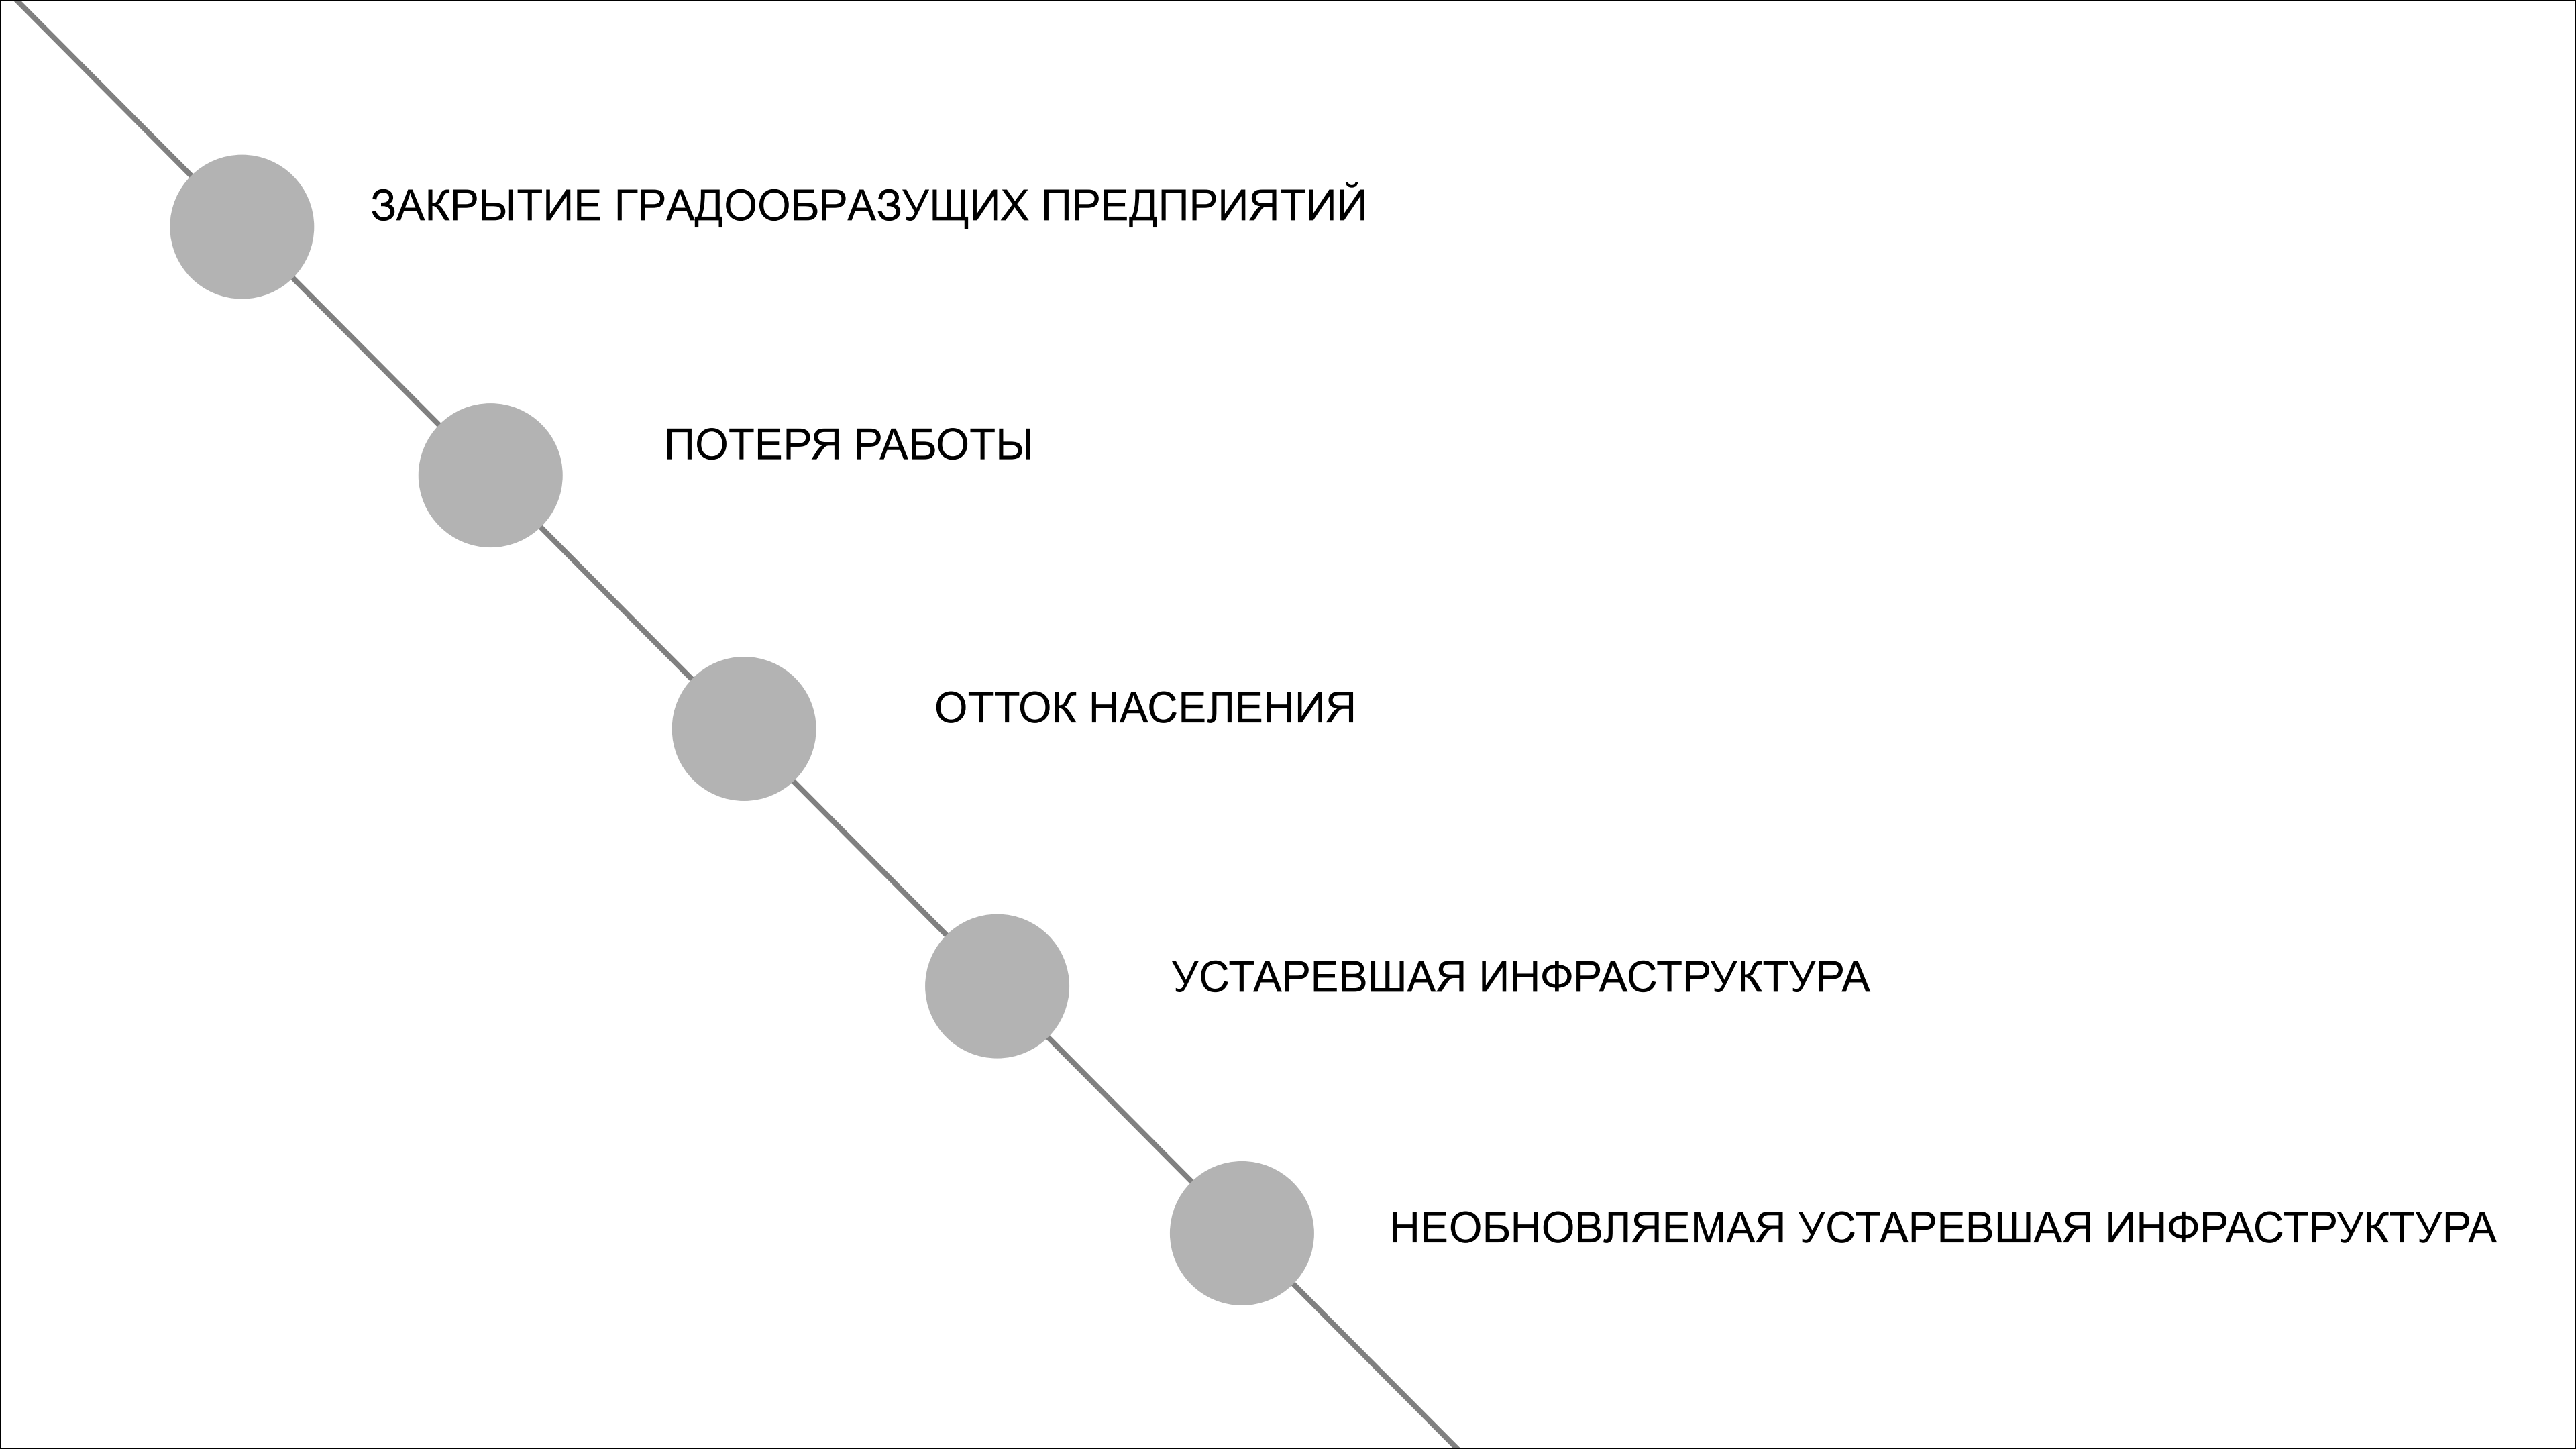 ЗАКРЫТИЕ ГРАДООБРАЗУЩИХ ПРЕДПРИЯТИЙ
ПОТЕРЯ РАБОТЫ
ОТТОК НАСЕЛЕНИЯ
УСТАРЕВШАЯ ИНФРАСТРУКТУРА
НЕОБНОВЛЯЕМАЯ УСТАРЕВШАЯ ИНФРАСТРУКТУРА